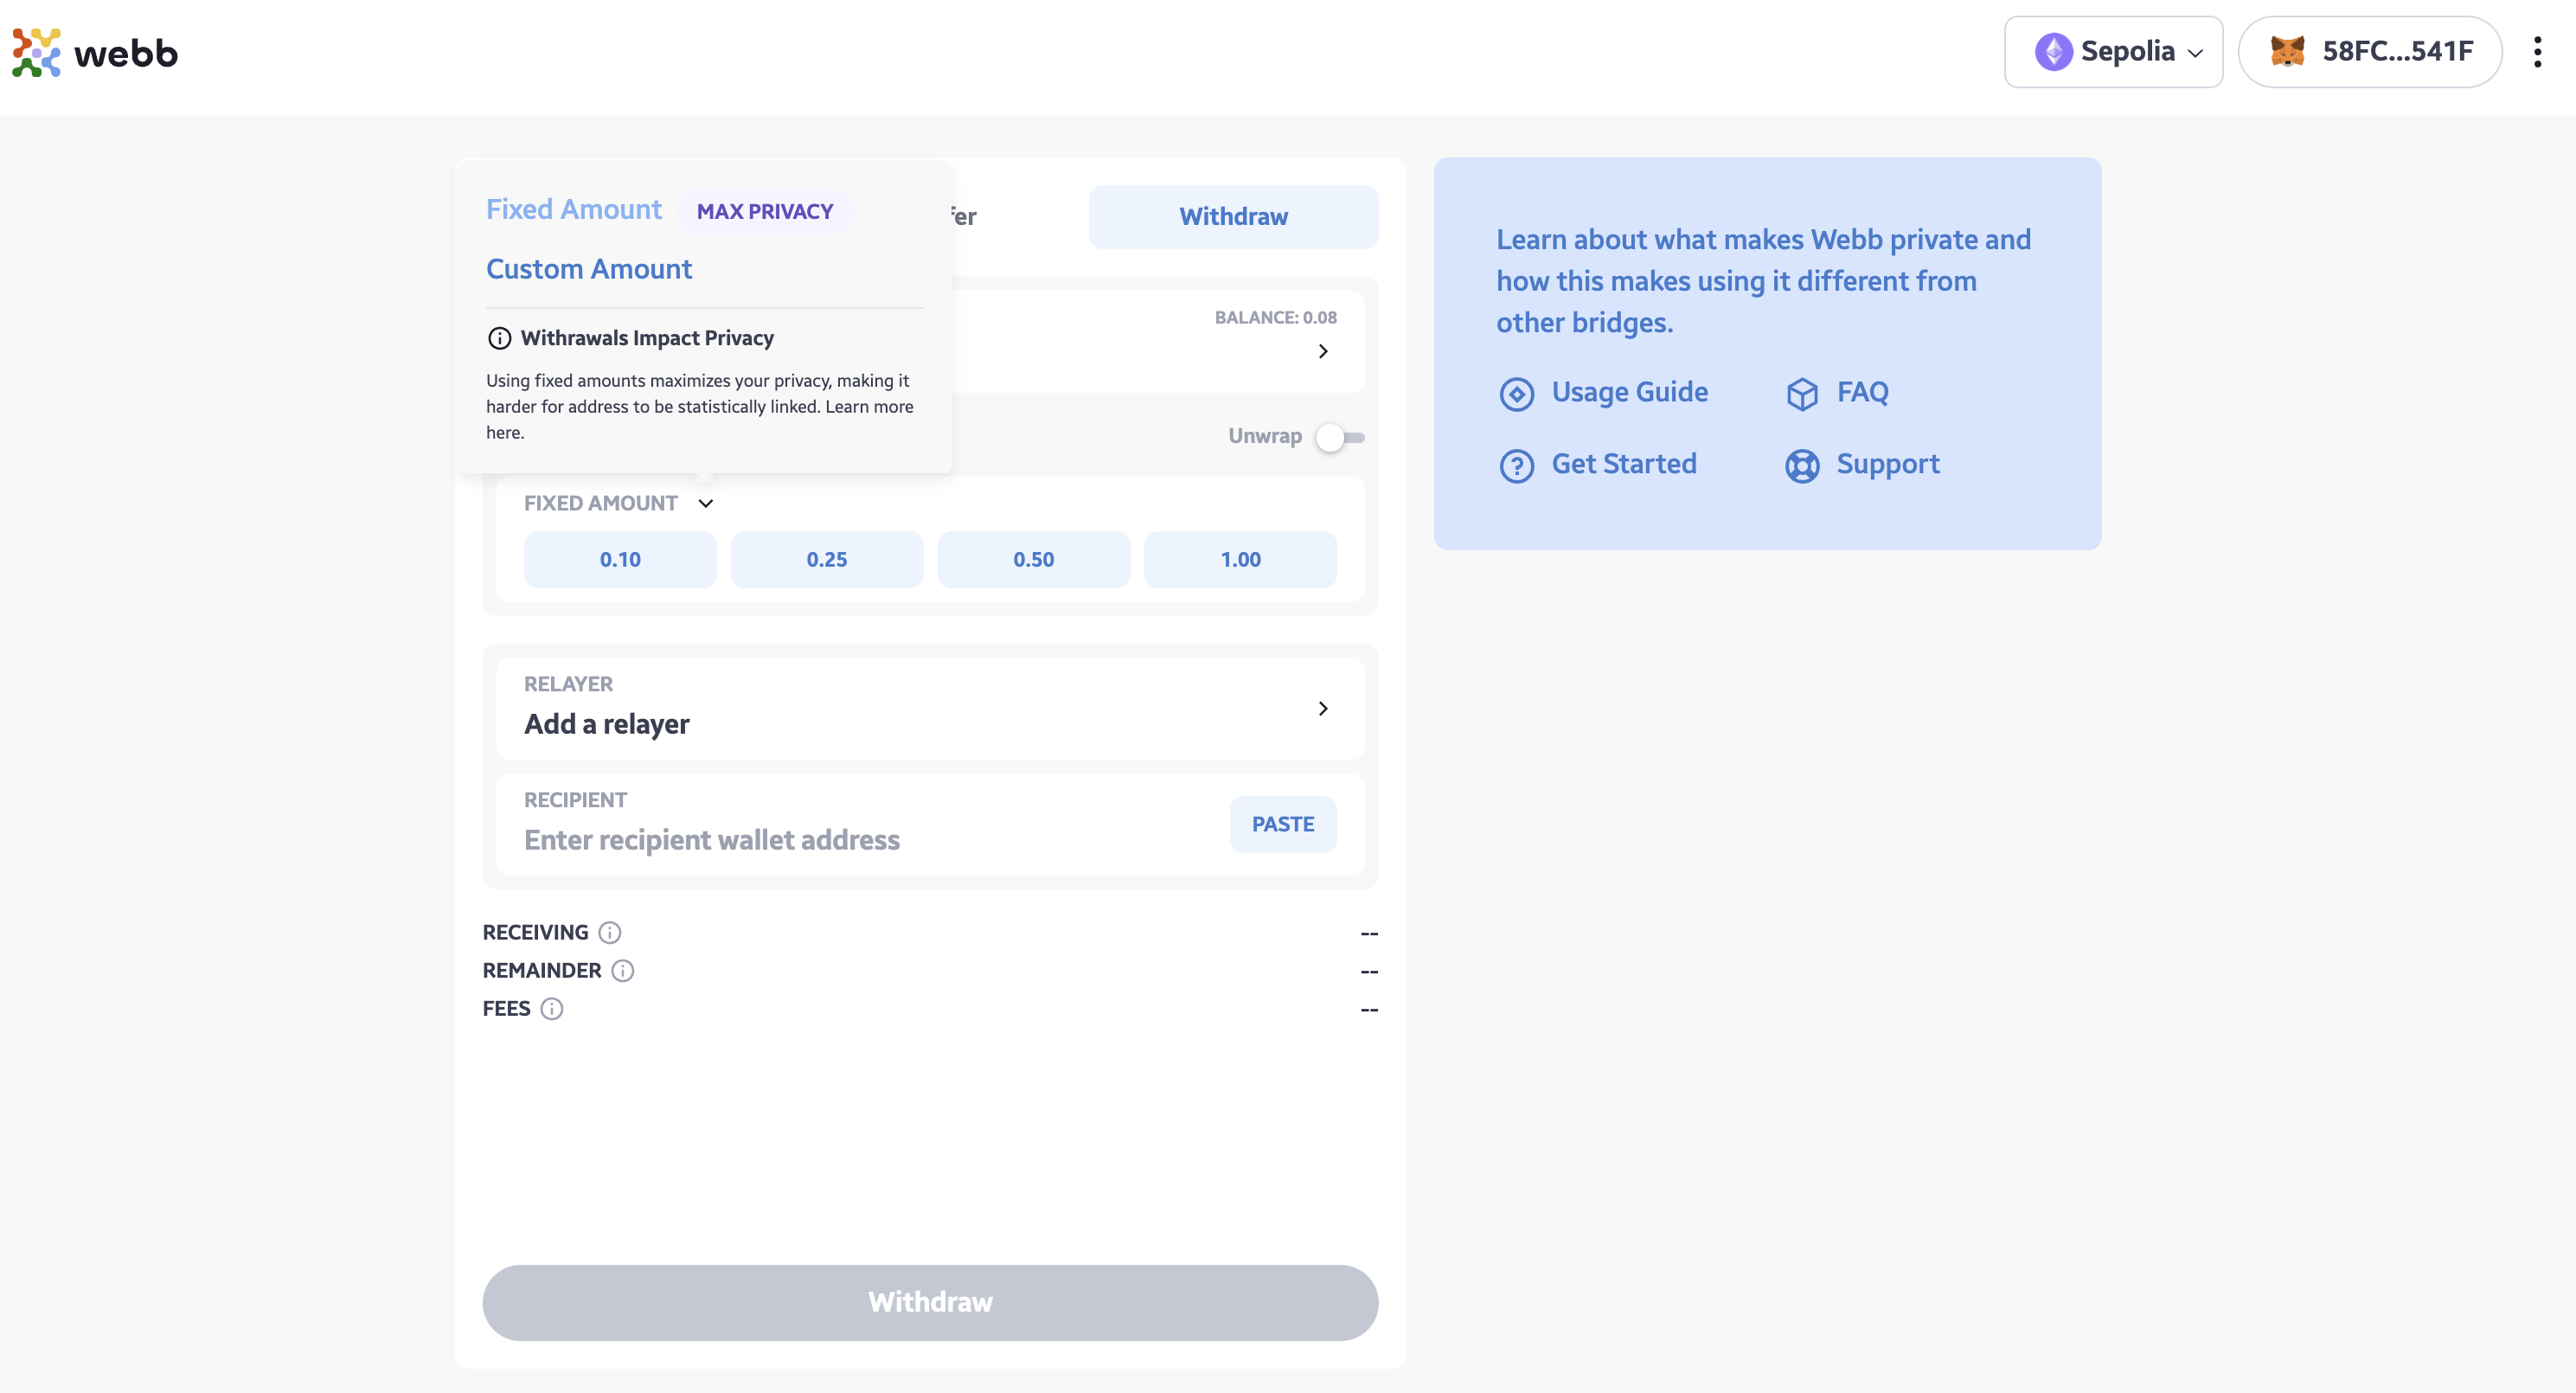 webb
Sepolia
58FC...541F
Fixed Amount MAX PRIVACY
Custom Amount
Withrawals Impact Privacy
Using fixed amounts maximizes your privacy, making it
harder for address to be statistically linked. Learn more
here.
fer
Withdraw
BALANCE: 0.08
Unwrap
FIXED AMOUNT
0.10 0.25 0.50 1.00
RELAYER
Add a relayer
RECIPIENT
Enter recipient wallet address
PASTE
RECEIVING --
REMAINDER --
FEES --
Withdraw
Learn about what makes Webb private and
how this makes using it different from
other bridges.
Usage Guide FAQ
Get Started Support